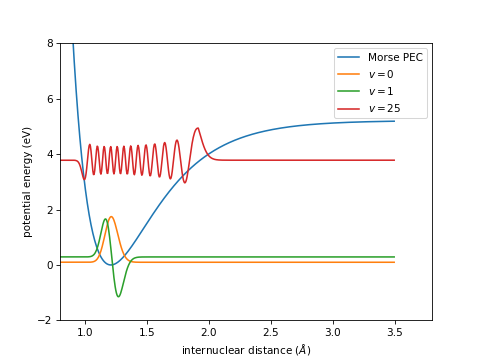 8
6
4
2
0
−2
potential energy (eV)
Morse PEC
v = 0
v = 1
v = 25
1.0 1.5 2.0 2.5 3.0 3.5
internuclear distance (Å)